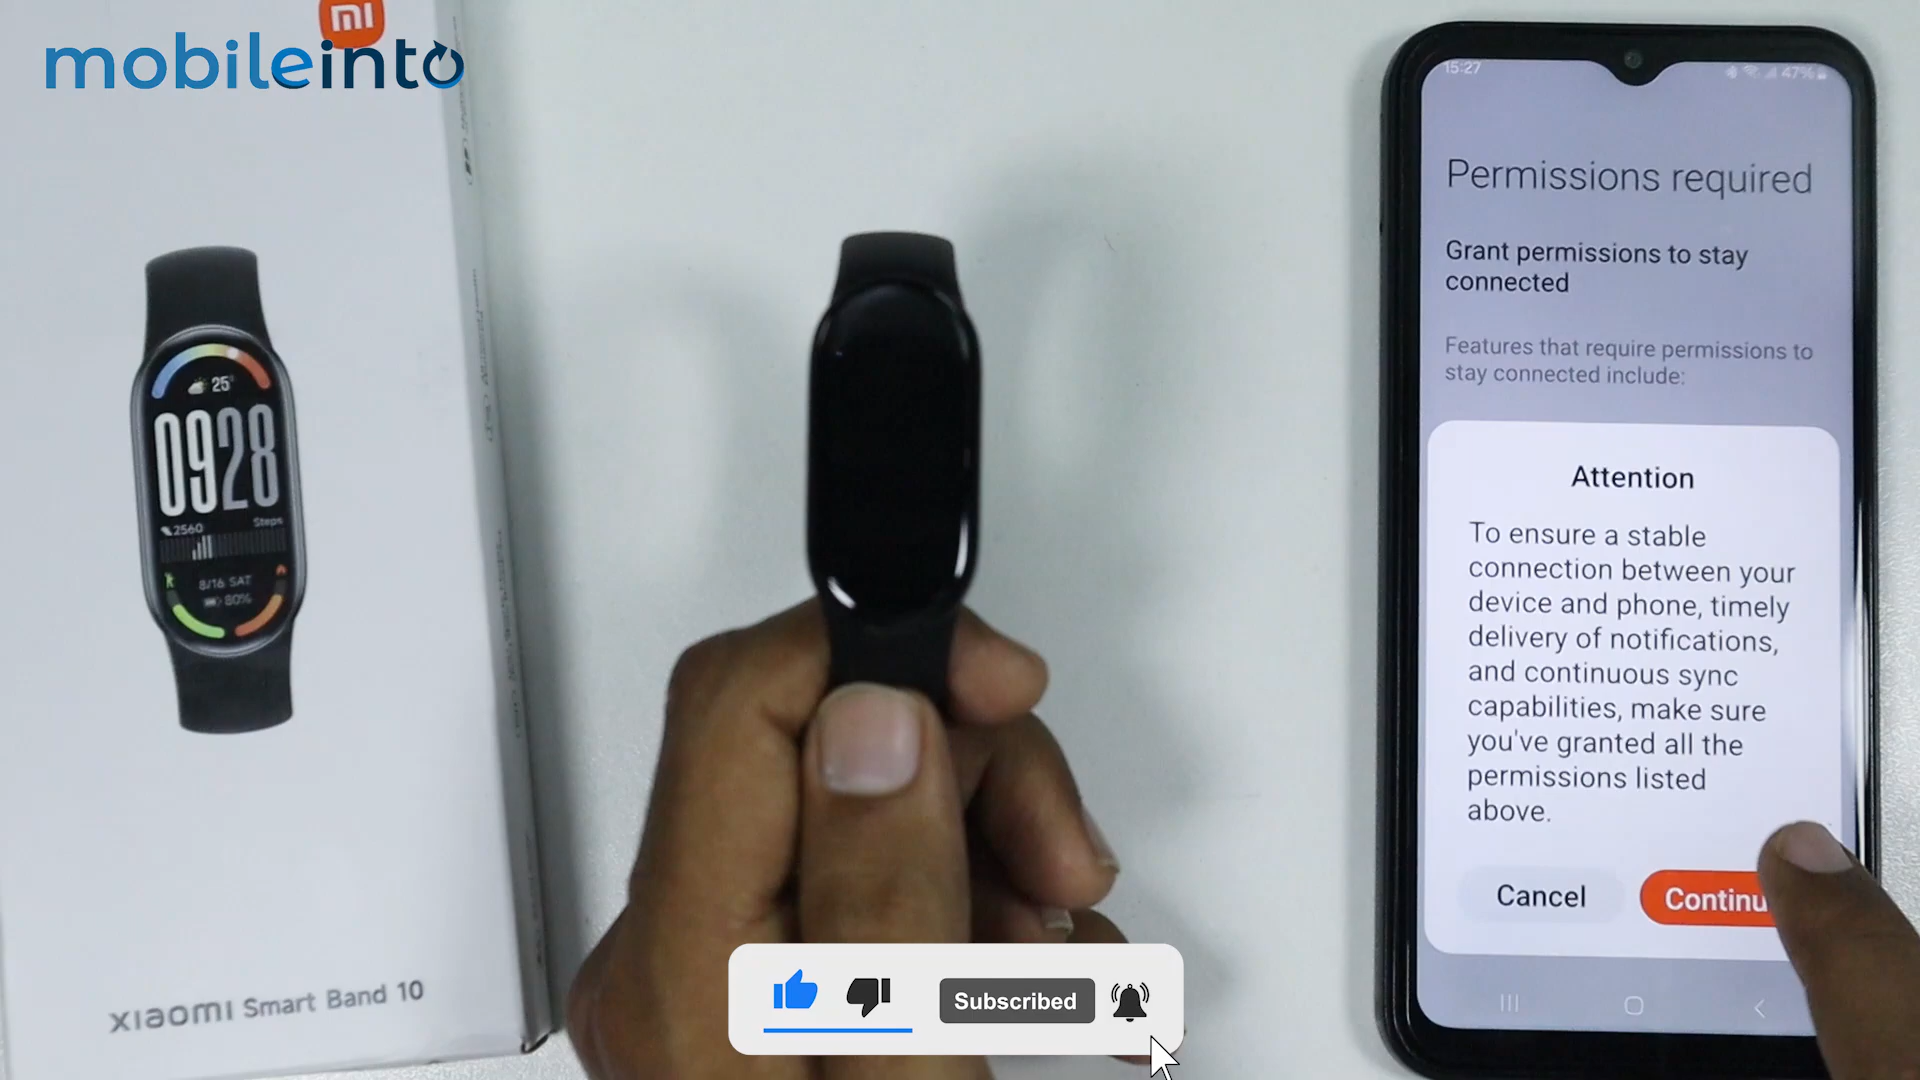 mi
mobileinto
25°
0928
2560
Steps
8/16 SAT
80%
xiaomi Smart Band 10
15:27
47%
Permissions required
Grant permissions to stay
connected
Features that require permissions to
stay connected include:
Attention
To ensure a stable
connection between your
device and phone, timely
delivery of notifications,
and continuous sync
capabilities, make sure
you've granted all the
permissions listed
above.
Cancel
Continu
Subscribed